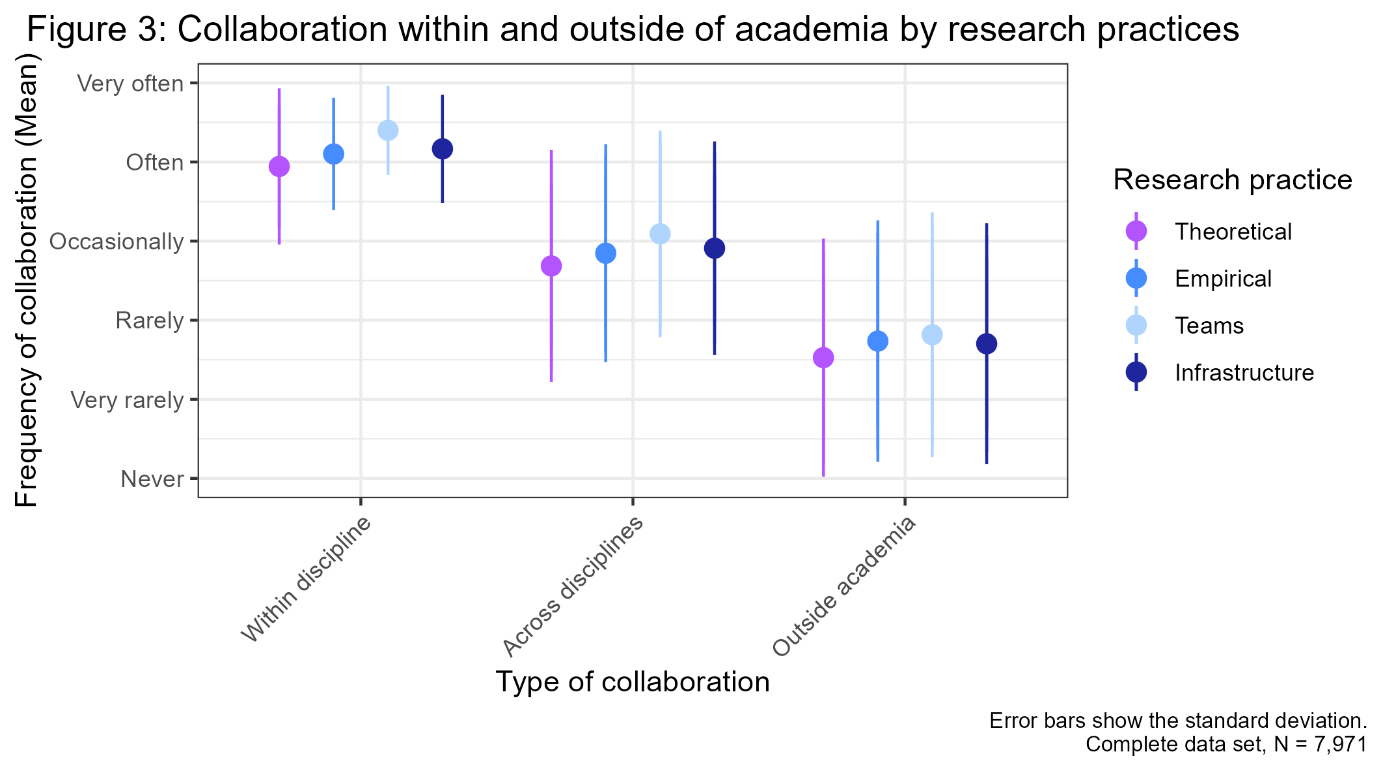 Figure 3: Collaboration within and outside of academia by research practices
Frequency of collaboration (Mean)
Very often
Often
Occasionally
Rarely
Very rarely
Never
Within discipline
Across disciplines
Outside academia
Type of collaboration
Research practice
Theoretical
Empirical
Teams
Infrastructure
Error bars show the standard deviation.
Complete data set, N = 7,971